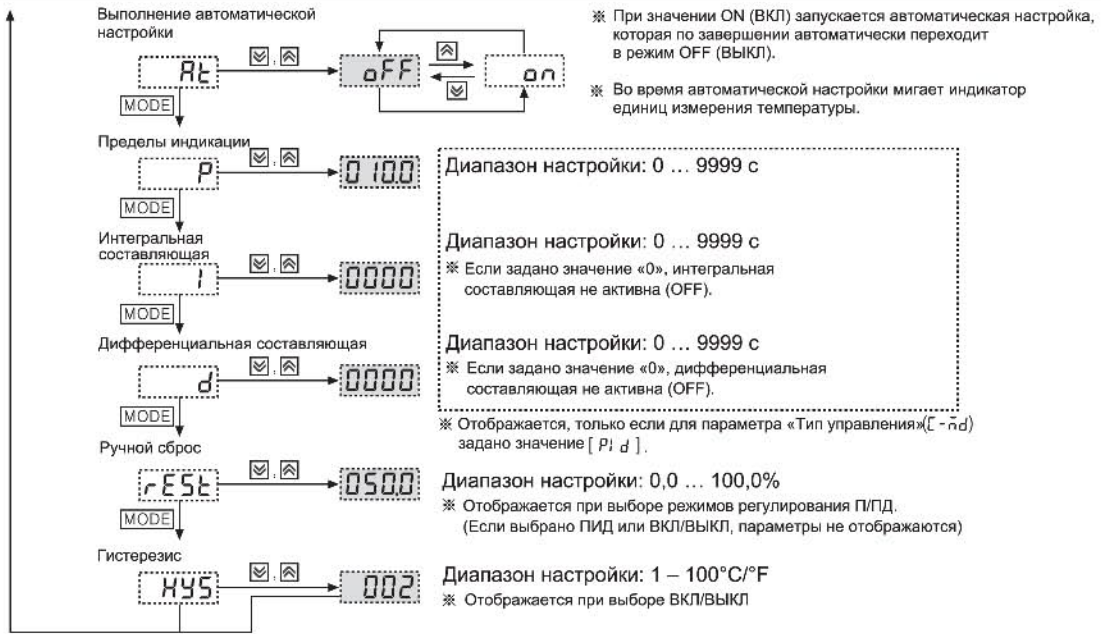 Выполнение автоматической
настройки
※ При значении ON (ВКЛ) запускается автоматическая настройка,
которая по завершении автоматически переходит
в режим OFF (ВЫКЛ).
At
,
oFF
on
MODE
※ Во время автоматической настройки мигает индикатор
единиц измерения температуры.
Пределы индикации
P
,
010.0
Диапазон настройки: 0 … 9999 с
MODE
Интегральная
составляющая
I
,
0000
Диапазон настройки: 0 … 9999 с
※ Если задано значение «0», интегральная
составляющая не активна (OFF).
MODE
Дифференциальная составляющая
d
,
0000
Диапазон настройки: 0 … 9999 с
※ Если задано значение «0», дифференциальная
составляющая не активна (OFF).
MODE
※ Отображается, только если для параметра «Тип управления»(C-md)
задано значение [ PI d ].
Ручной сброс
rESt
,
050.0
Диапазон настройки: 0,0 … 100,0%
※ Отображается при выборе режимов регулирования П/ПД.
(Если выбрано ПИД или ВКЛ/ВЫКЛ, параметры не отображаются)
MODE
Гистерезис
HYS
,
002
Диапазон настройки: 1 – 100°C/°F
※ Отображается при выборе ВКЛ/ВЫКЛ